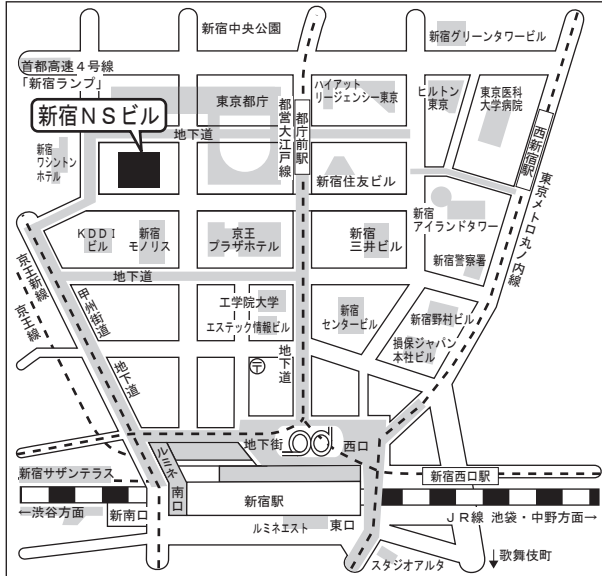 新宿中央公園
新宿グリーンタワービル
首都高速4号線
「新宿ランプ」
東京都庁
ハイアット
リージェンシー東京
ヒルトン
東京
東京医科
大学病院
新宿NSビル
地下道
都営大江戸線
都庁前駅
西新宿駅
東京メトロ丸ノ内線
新宿
ワシントン
ホテル
新宿住友ビル
新宿
アイランドタワー
KDDI
ビル
新宿
モノリス
京王
プラザホテル
新宿
三井ビル
新宿警察署
京王新線
京王線
甲州街道
地下道
地下道
工学院大学
エステック情報ビル
新宿
センタービル
新宿野村ビル
損保ジャパン
本社ビル
地下道
〒
地下街
西口
ルミネ
新宿サザンテラス
南口
新宿西口駅
新宿駅
←渋谷方面
新南口
ルミネエスト
東口
JR線 池袋・中野方面→
スタジオアルタ
↓歌舞伎町